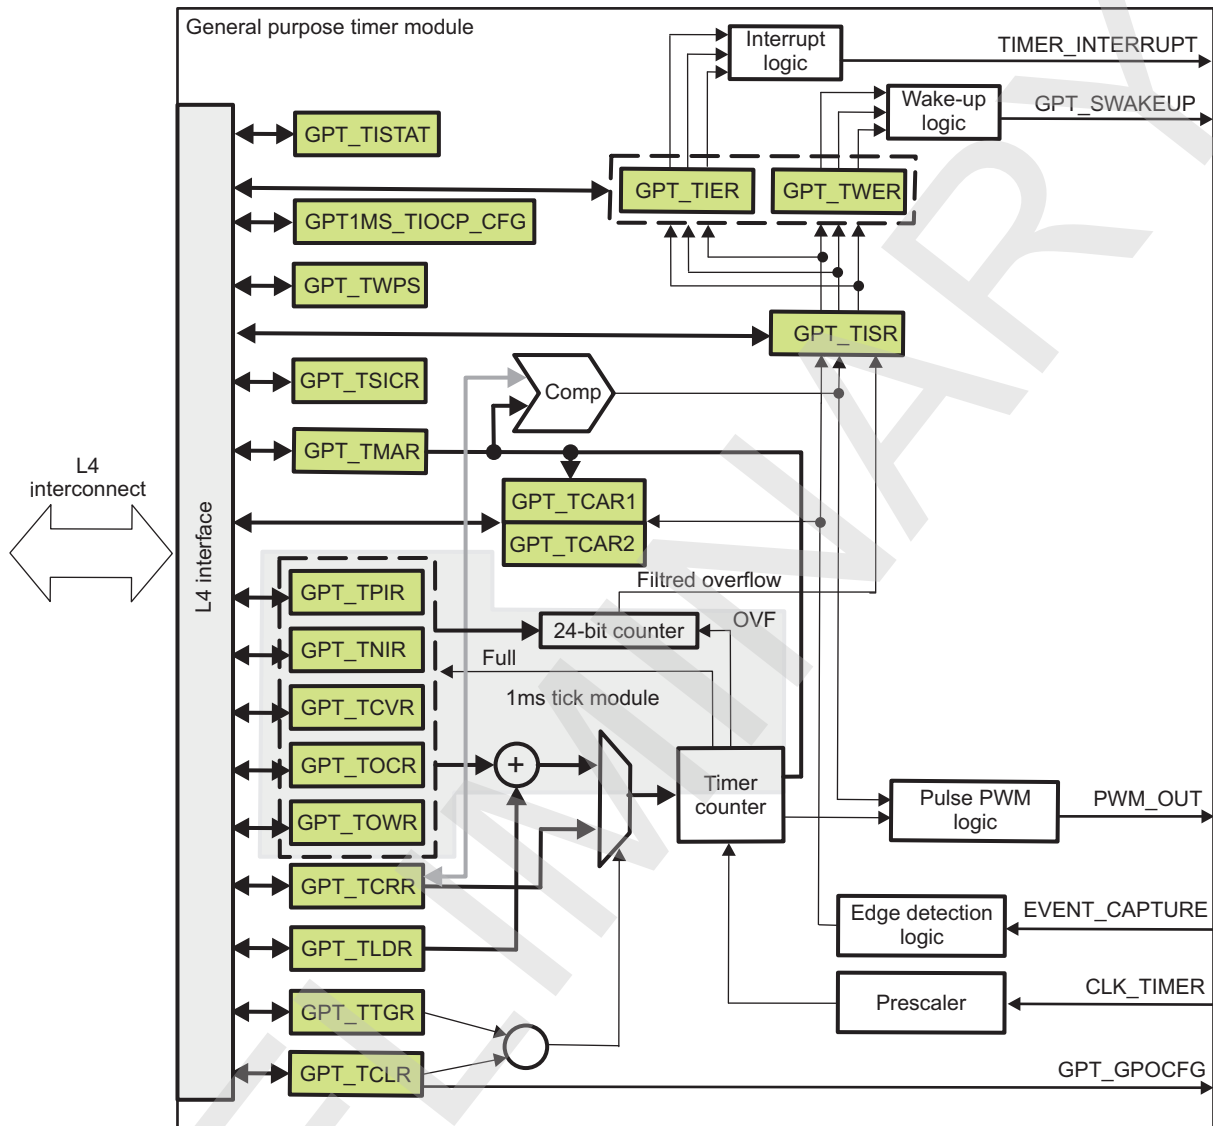 General purpose timer module
Interrupt
logic
TIMER_INTERRUPT
Wake-up
logic
GPT_SWAKEUP
GPT_TISTAT
GPT_TIER
GPT_TWER
GPT1MS_TIOCP_CFG
GPT_TWPS
GPT_TISR
GPT_TSICR
Comp
GPT_TMAR
L4
interconnect
L4 interface
GPT_TCAR1
GPT_TCAR2
Filtred overflow
GPT_TPIR
24-bit counter
OVF
GPT_TNIR
Full
1ms tick module
GPT_TCVR
GPT_TOCR
+
Timer
counter
Pulse PWM
logic
PWM_OUT
GPT_TOWR
GPT_TCRR
Edge detection
logic
EVENT_CAPTURE
GPT_TLDR
Prescaler
CLK_TIMER
GPT_TTGR
GPT_TCLR
GPT_GPOCFG
ELIMINARY